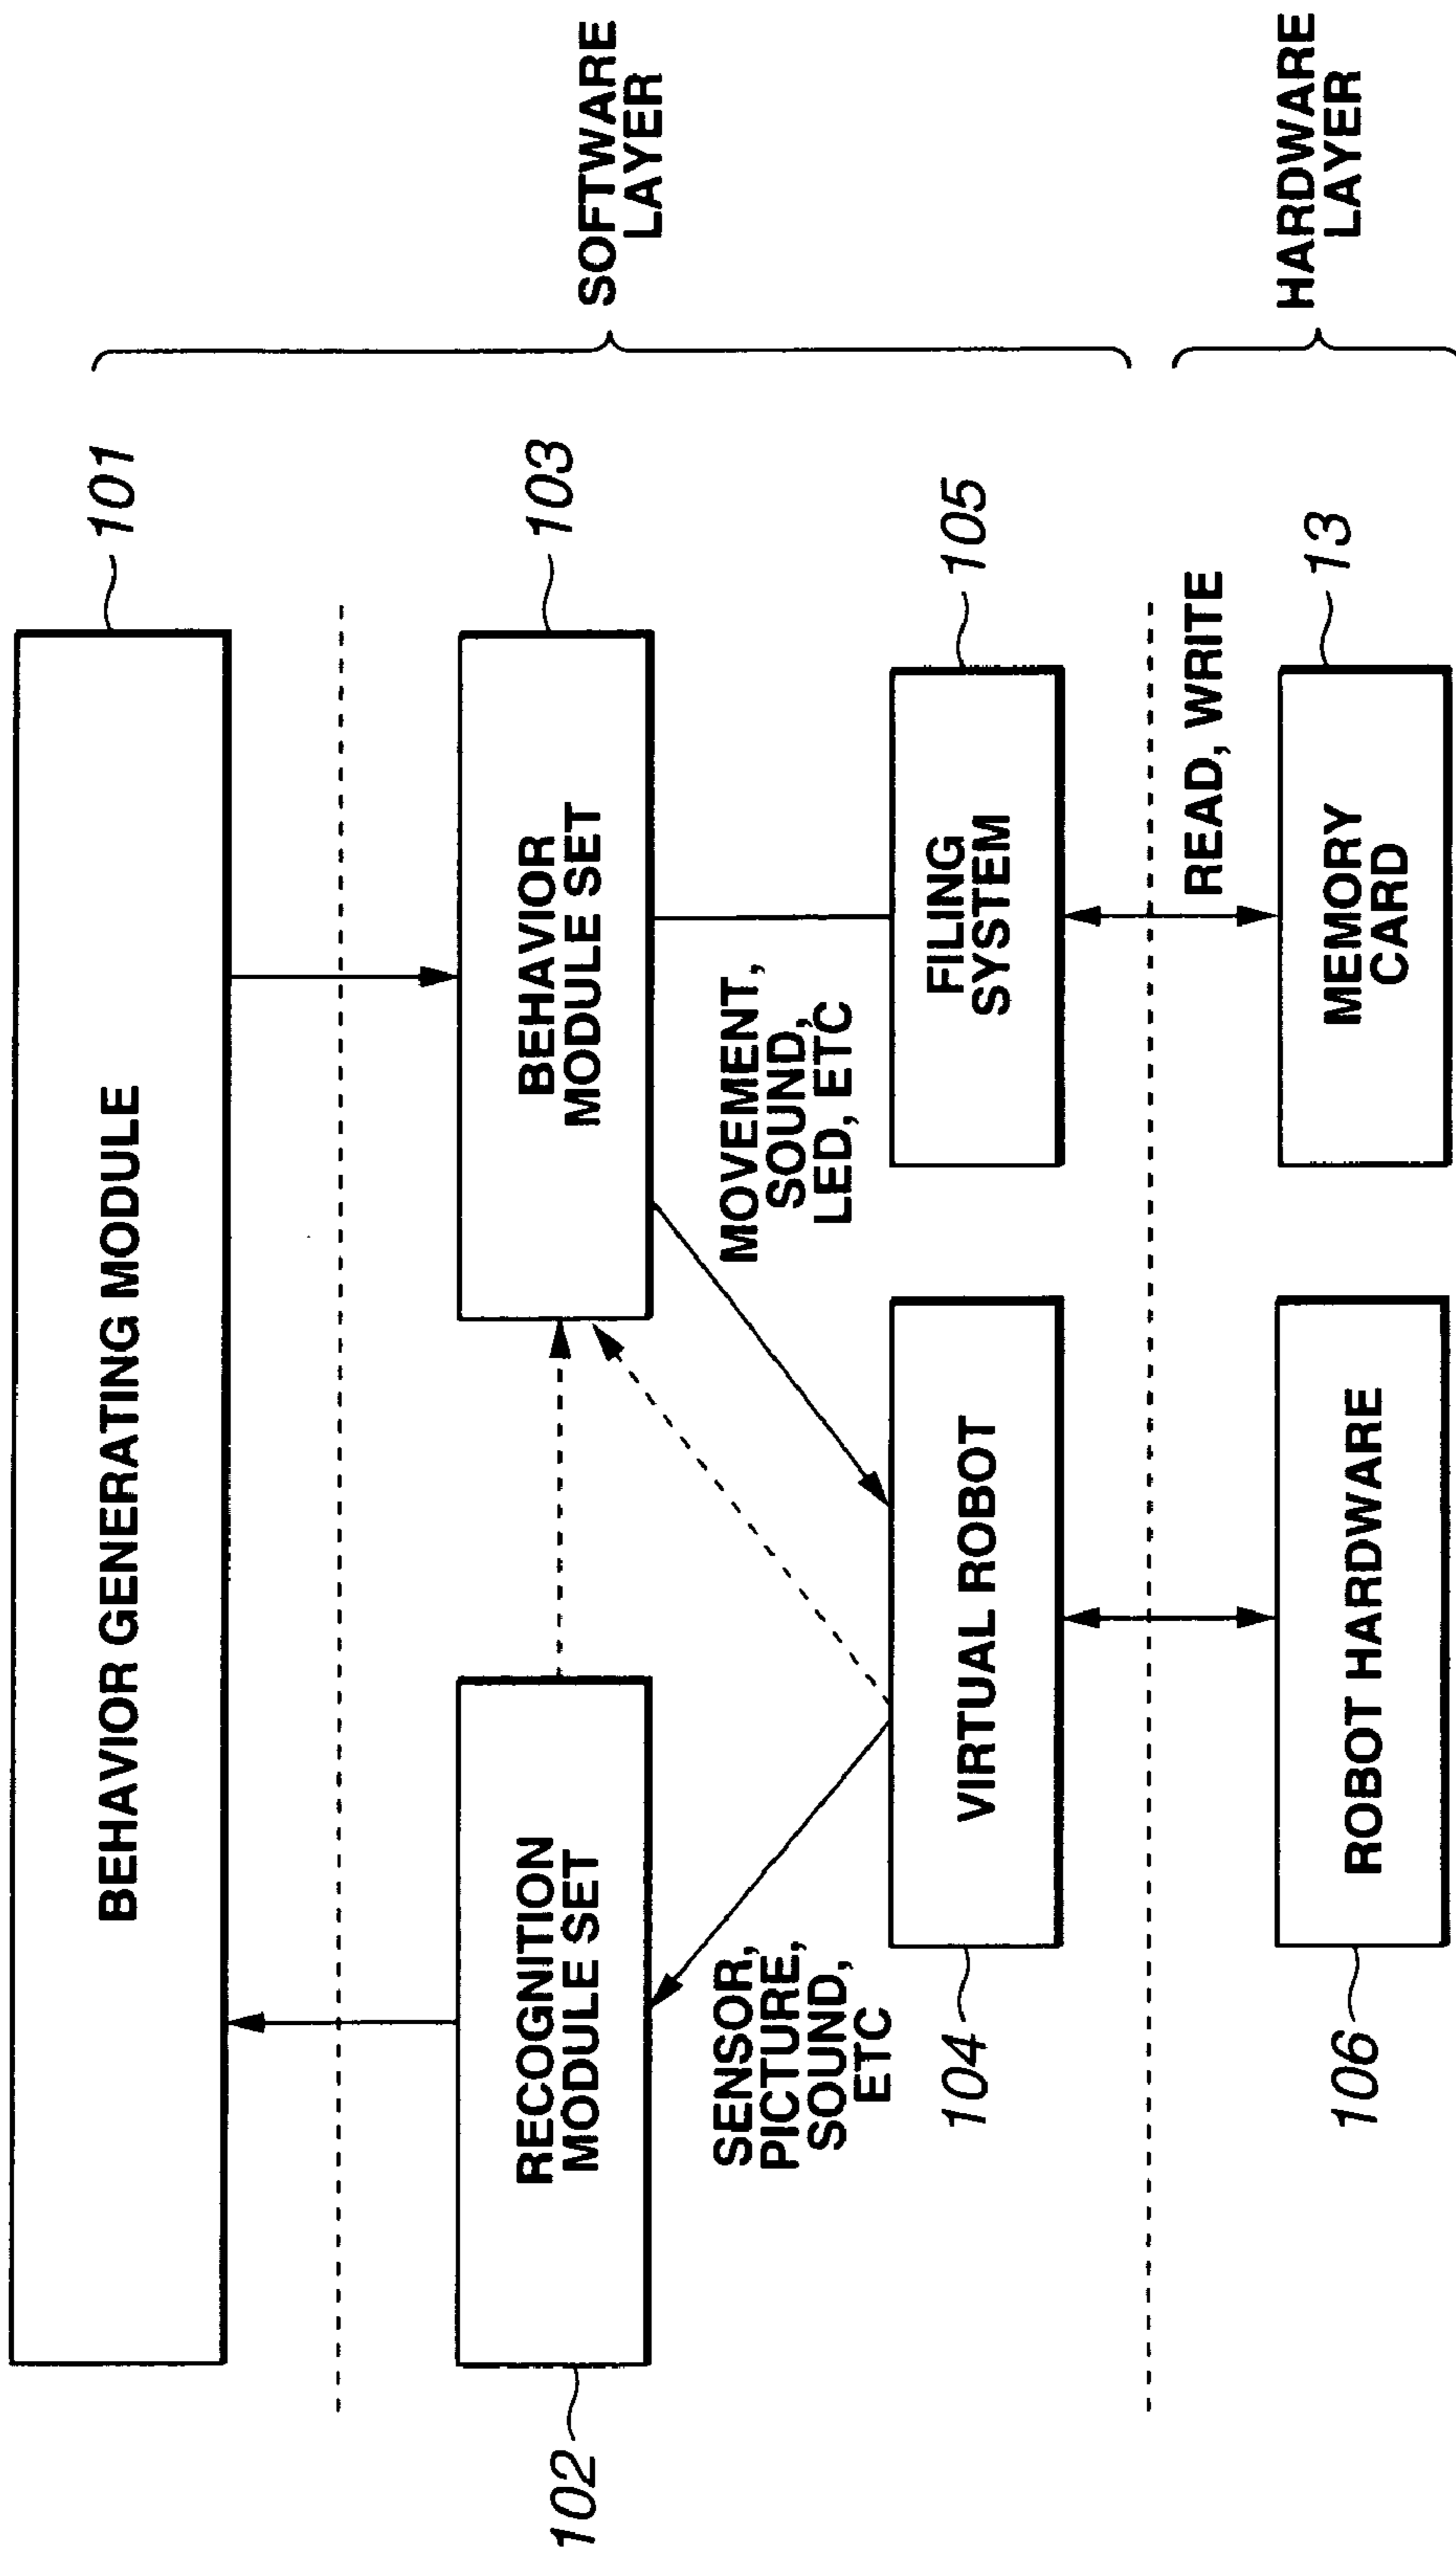 BEHAVIOR GENERATING MODULE
101
102
RECOGNITION
MODULE SET
BEHAVIOR
MODULE SET
103
SOFTWARE
LAYER
SENSOR,
PICTURE,
SOUND,
ETC
MOVEMENT,
SOUND,
LED, ETC
104
VIRTUAL ROBOT
FILING
SYSTEM
105
READ, WRITE
106
ROBOT HARDWARE
MEMORY
CARD
13
HARDWARE
LAYER